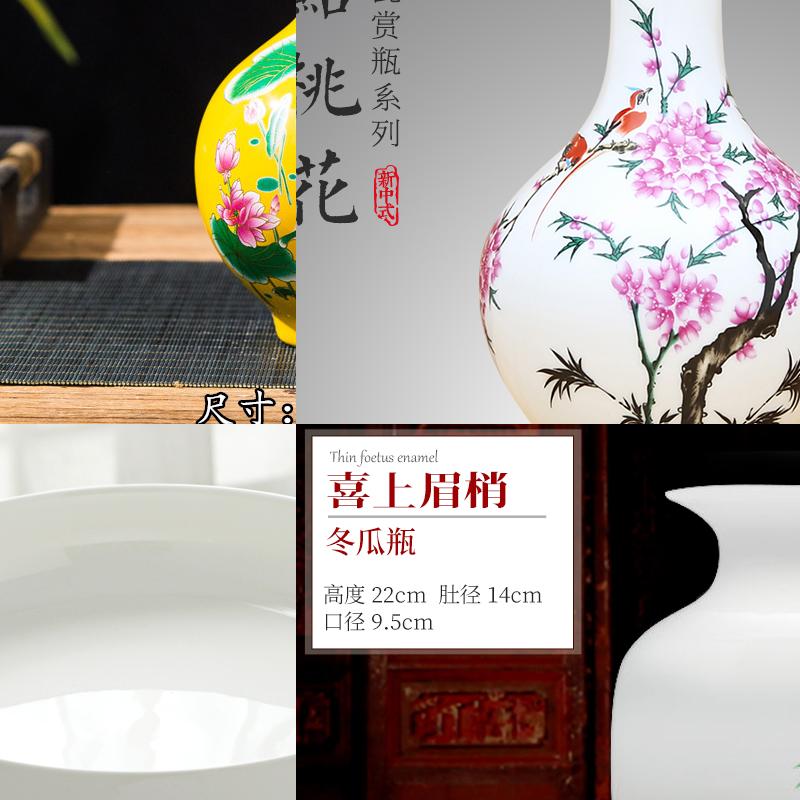 桃花
赏瓶系列
新中式
尺寸：
Thin foetus enamel
喜上眉梢
冬瓜瓶
高度 22cm 肚径 14cm
口径 9.5cm